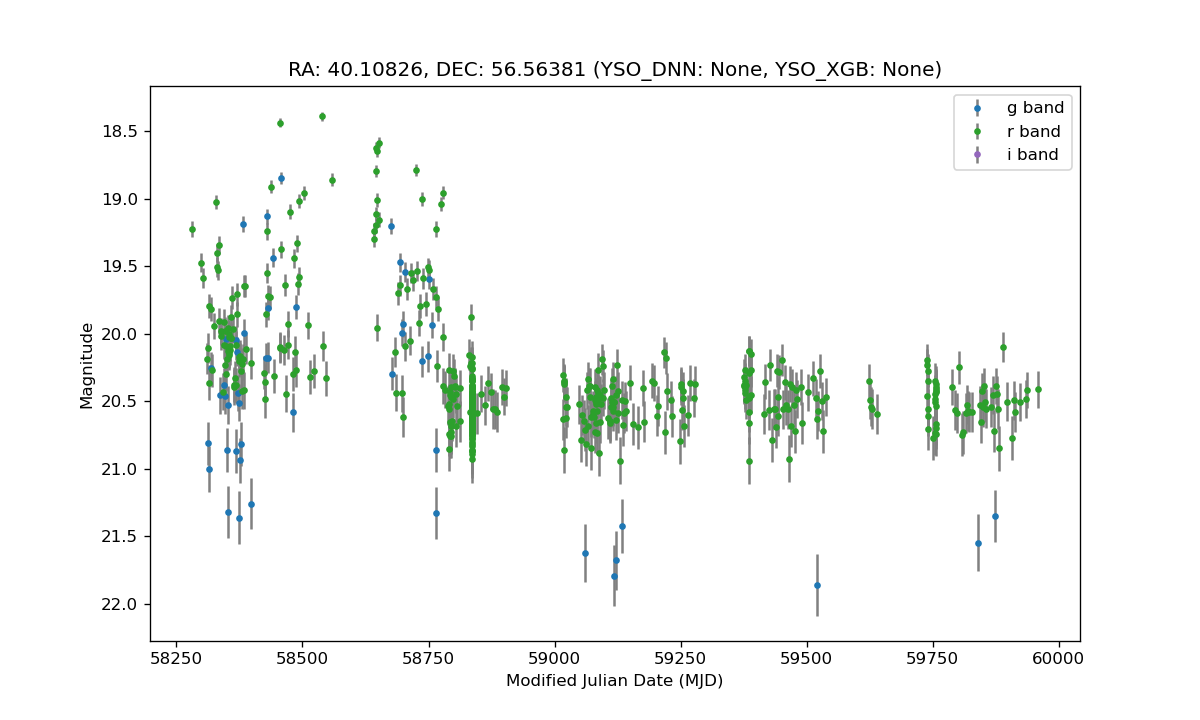 RA: 40.10826, DEC: 56.56381 (YSO_DNN: None, YSO_XGB: None)
g band
r band
i band
18.5
19.0
19.5
20.0
20.5
21.0
21.5
22.0
Magnitude
58250 58500 58750 59000 59250 59500 59750 60000
Modified Julian Date (MJD)